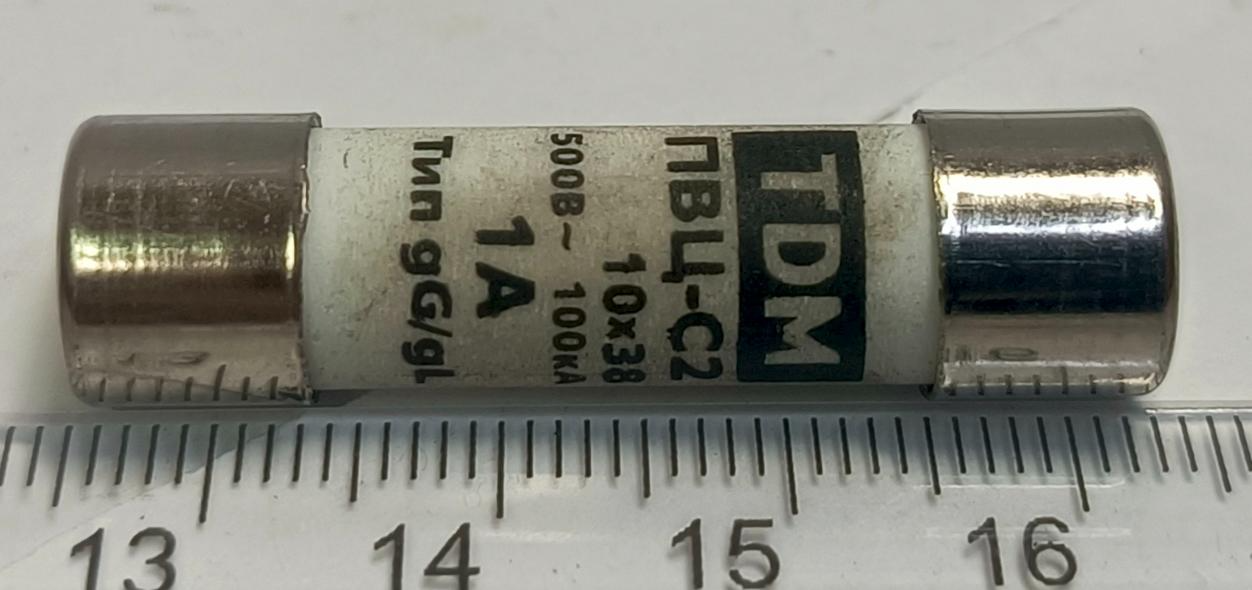 TDM
ПВЦ-С2
10x38
500В ~ 100кА
1А
Тип gG/gL
13 14 15 16